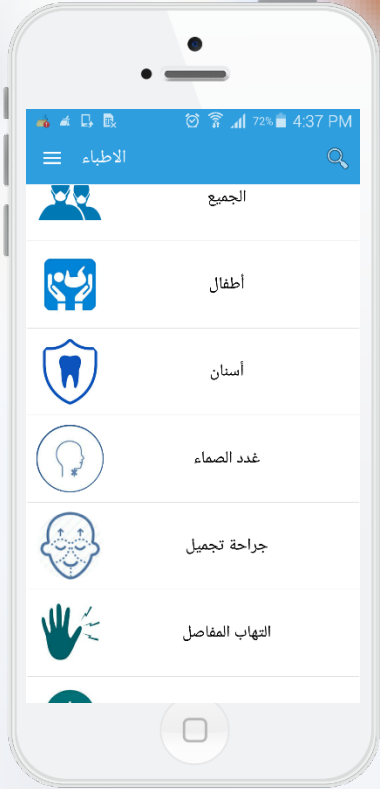 72% 4:37 PM
الاطباء
الجميع
أطفال
أسنان
غدد الصماء
جراحة تجميل
التهاب المفاصل